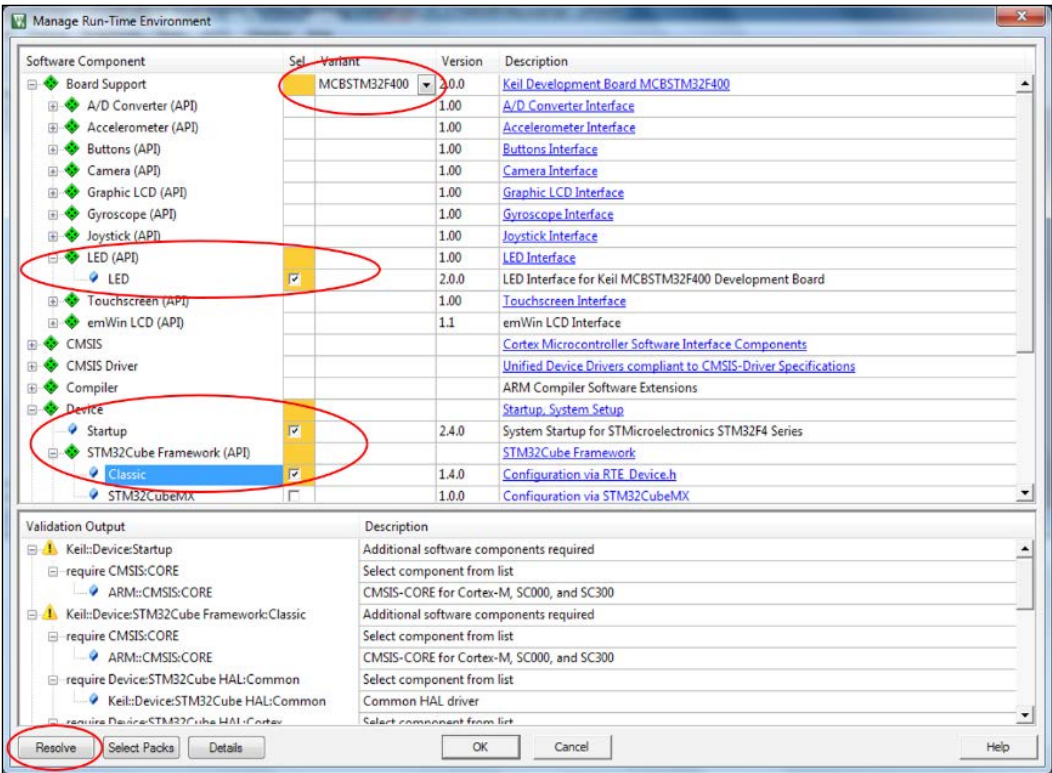 Manage Run-Time Environment
Software Component Sel. Variant Version Description
Board Support MCBSTM32F400 2.0.0 Keil Development Board MCBSTM32F400
A/D Converter (API) 1.00 A/D Converter Interface
Accelerometer (API) 1.00 Accelerometer Interface
Buttons (API) 1.00 Buttons Interface
Camera (API) 1.00 Camera Interface
Graphic LCD (API) 1.00 Graphic LCD Interface
Gyroscope (API) 1.00 Gyroscope Interface
Joystick (API) 1.00 Joystick Interface
LED (API) 1.00 LED Interface
LED 2.0.0 LED Interface for Keil MCBSTM32F400 Development Board
Touchscreen (API) 1.00 Touchscreen Interface
emWin LCD (API) 1.1 emWin LCD Interface
CMSIS Cortex Microcontroller Software Interface Components
CMSIS Driver Unified Device Drivers compliant to CMSIS-Driver Specifications
Compiler ARM Compiler Software Extensions
Device Startup, System Setup
Startup 2.4.0 System Startup for STMicroelectronics STM32F4 Series
STM32Cube Framework (API) STM32Cube Framework
Classic 1.4.0 Configuration via RTE_Device.h
STM32CubeMX 1.0.0 Configuration via STM32CubeMX
Validation Output Description
Keil::Device:Startup Additional software components required
require CMSIS:CORE Select component from list
ARM::CMSIS:CORE CMSIS-CORE for Cortex-M, SC000, and SC300
Keil::Device:STM32Cube Framework:Classic Additional software components required
require CMSIS:CORE Select component from list
ARM::CMSIS:CORE CMSIS-CORE for Cortex-M, SC000, and SC300
require Device:STM32Cube HAL:Common Select component from list
Keil::Device:STM32Cube HAL:Common Common HAL driver
require Device:STM32Cube HAL:Cortex Select component from list
Resolve Select Packs Details OK Cancel Help